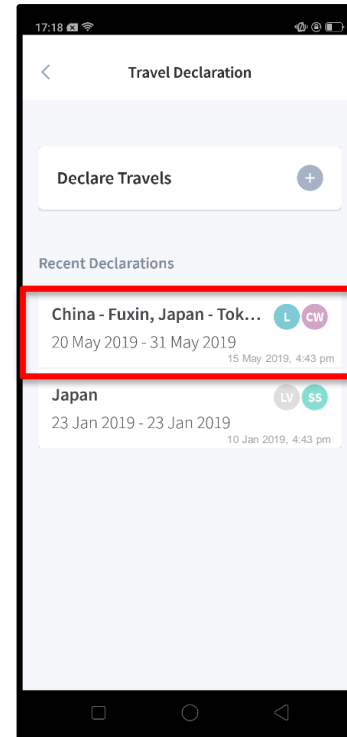 17:18
Travel Declaration
Declare Travels
Recent Declarations
China - Fuxin, Japan - Tok...
L CW
20 May 2019 - 31 May 2019
15 May 2019, 4:43 pm
Japan
LV SS
23 Jan 2019 - 23 Jan 2019
10 Jan 2019, 4:43 pm